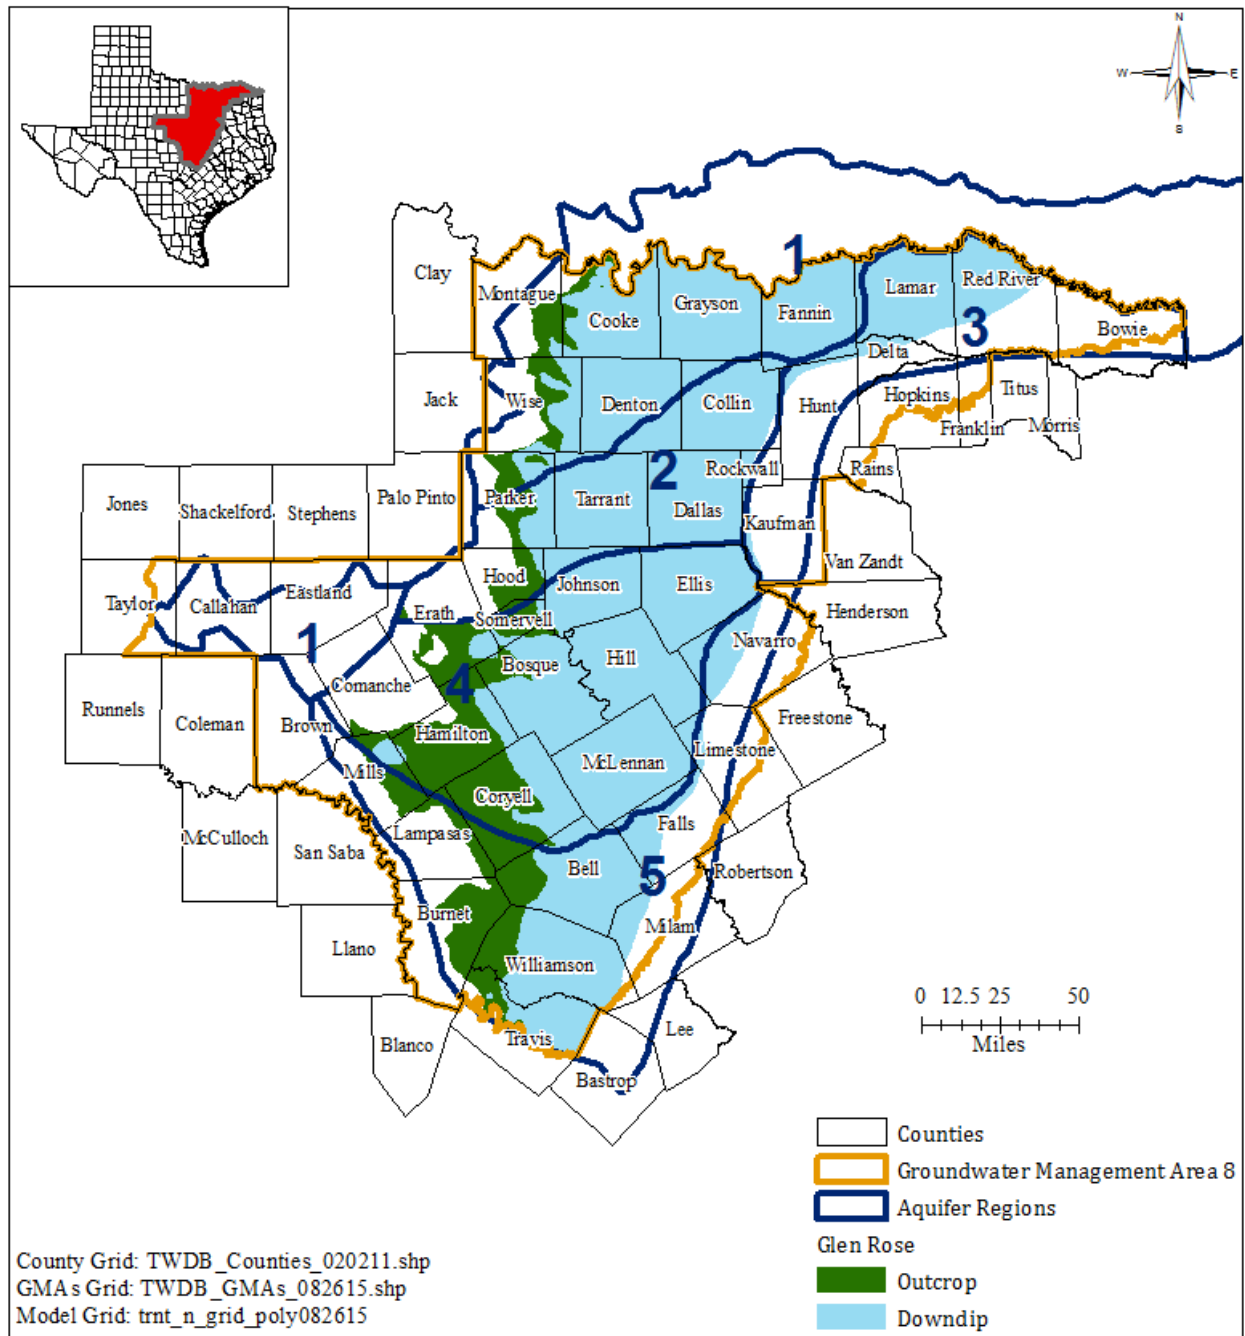 N
W E
S
1
Clay
Montague
Cooke
Grayson
Fannin
Lamar
Red River
3
Bowie
Delta
Jack
Wise
Denton
Collin
Hunt
Hopkins
Titus
Franklin
Morris
2
Rockwall
Rains
Jones
Shackelford
Stephens
Palo Pinto
Parker
Tarrant
Dallas
Kaufman
Van Zandt
Taylor
Callahan
Eastland
Hood
Johnson
Ellis
Erath
Somervell
Henderson
1
Navarro
Comanche
4
Bosque
Hill
Runnels
Coleman
Brown
Hamilton
Freestone
Limestone
Mills
McLennan
Coryell
McCulloch
San Saba
Lampasas
Falls
Bell
5
Robertson
Burnet
Milam
Llano
Williamson
Travis
Blanco
Lee
Bastrop
0 12.5 25 50
Miles
Counties
Groundwater Management Area 8
Aquifer Regions
Glen Rose
Outcrop
Downdip
County Grid: TWDB_Counties_020211.shp
GMAs Grid: TWDB_GMAs_082615.shp
Model Grid: trnt_n_grid_poly082615